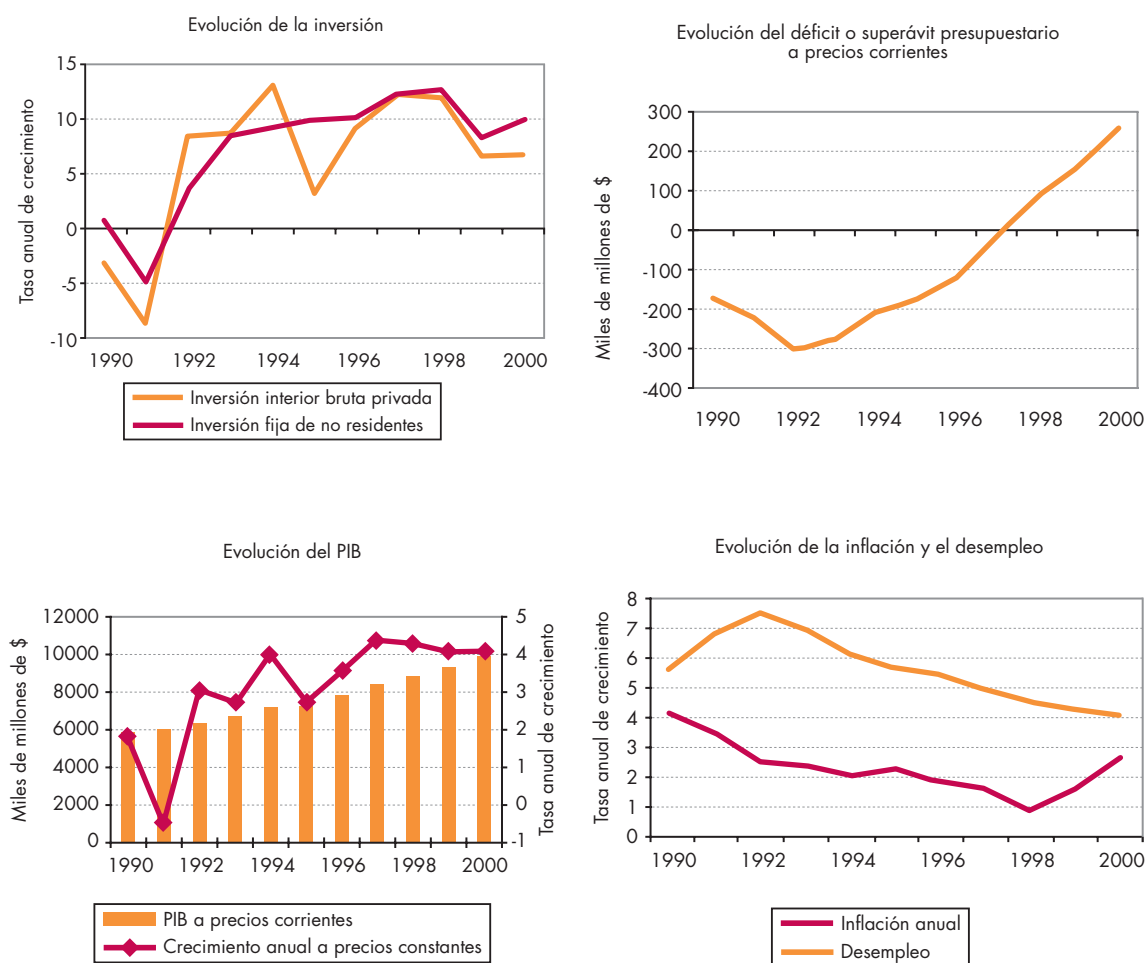 Evolución de la inversión
Tasa anual de crecimiento
15
10
5
0
-5
-10
1990 1992 1994 1996 1998 2000
Inversión interior bruta privada
Inversión fija de no residentes
Evolución del déficit o superávit presupuestario
a precios corrientes
Miles de millones de $
300
200
100
0
-100
-200
-300
-400
1990 1992 1994 1996 1998 2000
Evolución del PIB
Miles de millones de $
12000
10000
8000
6000
4000
2000
0
5
4
3
2
1
0
-1
Tasa anual de crecimiento
1990 1992 1994 1996 1998 2000
PIB a precios corrientes
Crecimiento anual a precios constantes
Evolución de la inflación y el desempleo
Tasa anual de crecimiento
8
7
6
5
4
3
2
1
0
1990 1992 1994 1996 1998 2000
Inflación anual
Desempleo